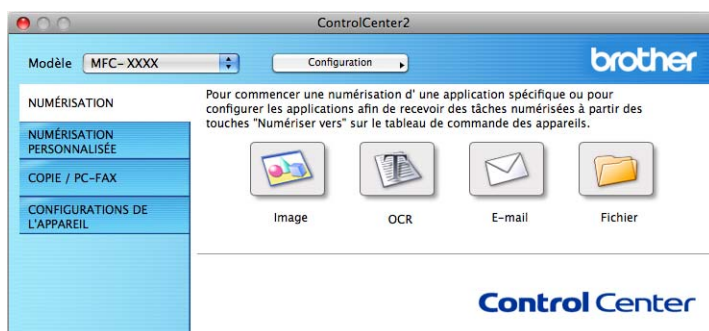 ControlCenter2
Modèle MFC- XXXX Configuration brother
NUMÉRISATION
NUMÉRISATION
PERSONNALISÉE
COPIE / PC-FAX
CONFIGURATIONS DE
L'APPAREIL
Pour commencer une numérisation d' une application spécifique ou pour
configurer les applications afin de recevoir des tâches numérisées à partir des
touches "Numériser vers" sur le tableau de commande des appareils.
Image OCR E-mail Fichier
Control Center